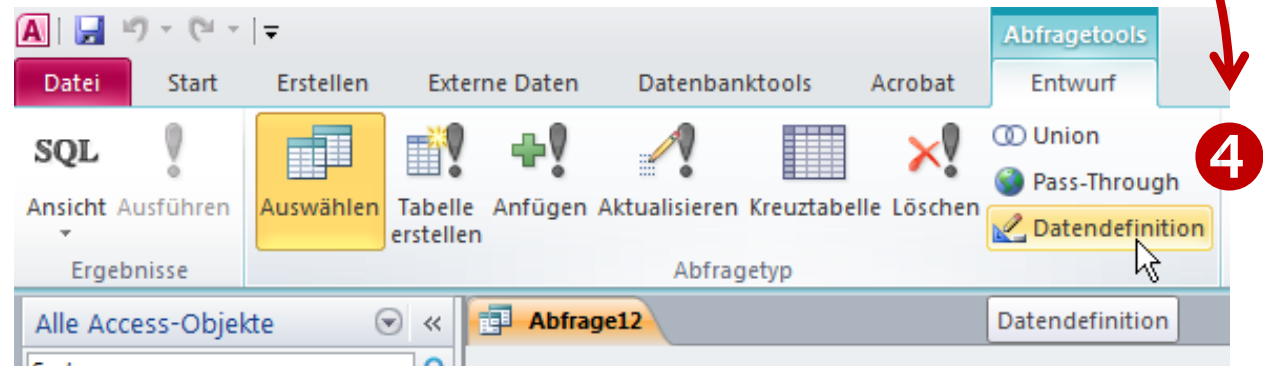 A
Abfragetools
Datei Start Erstellen Externe Daten Datenbanktools Acrobat Entwurf
SQL
Ansicht Ausführen
Ergebnisse
Auswählen Tabelle erstellen Anfügen Aktualisieren Kreuztabelle Löschen
Union
Pass-Through
Datendefinition
4
Abfragetyp
Alle Access-Objekte « Abfrage12
Datendefinition